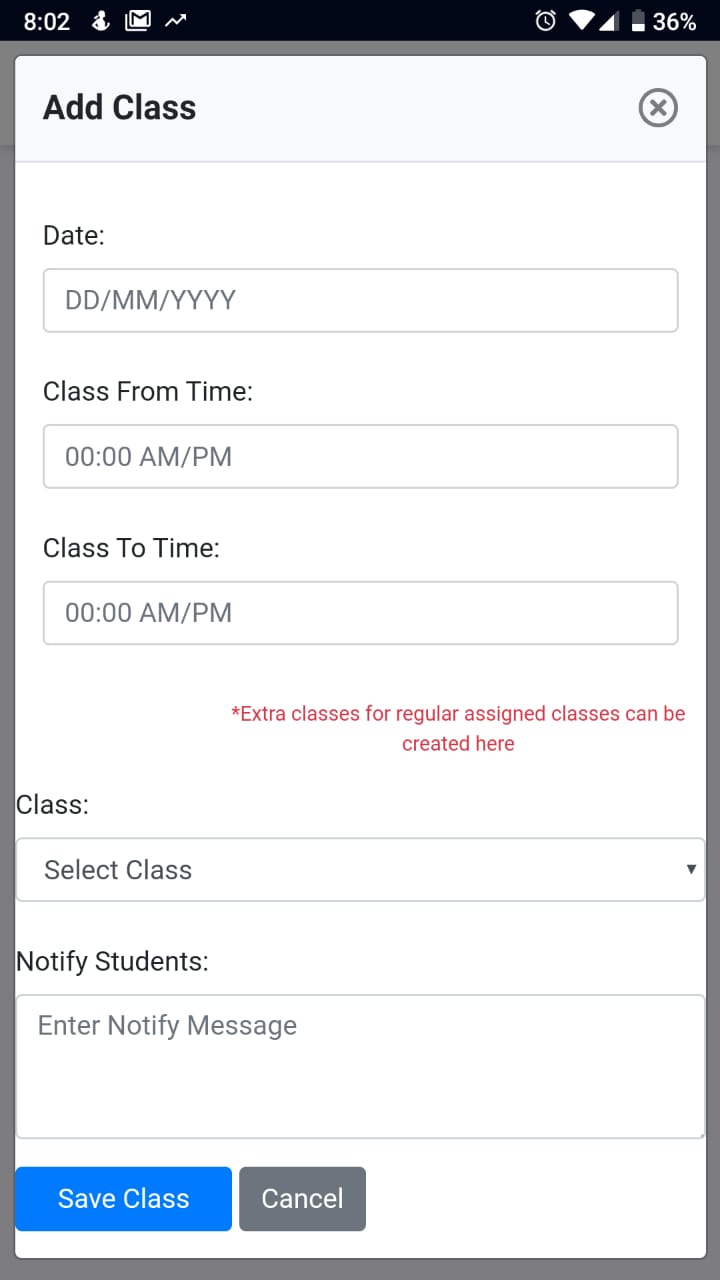 8:02
36%
Add Class
Date:
DD/MM/YYYY
Class From Time:
00:00 AM/PM
Class To Time:
00:00 AM/PM
*Extra classes for regular assigned classes can be
created here
Class:
Select Class
Notify Students:
Enter Notify Message
Save Class
Cancel